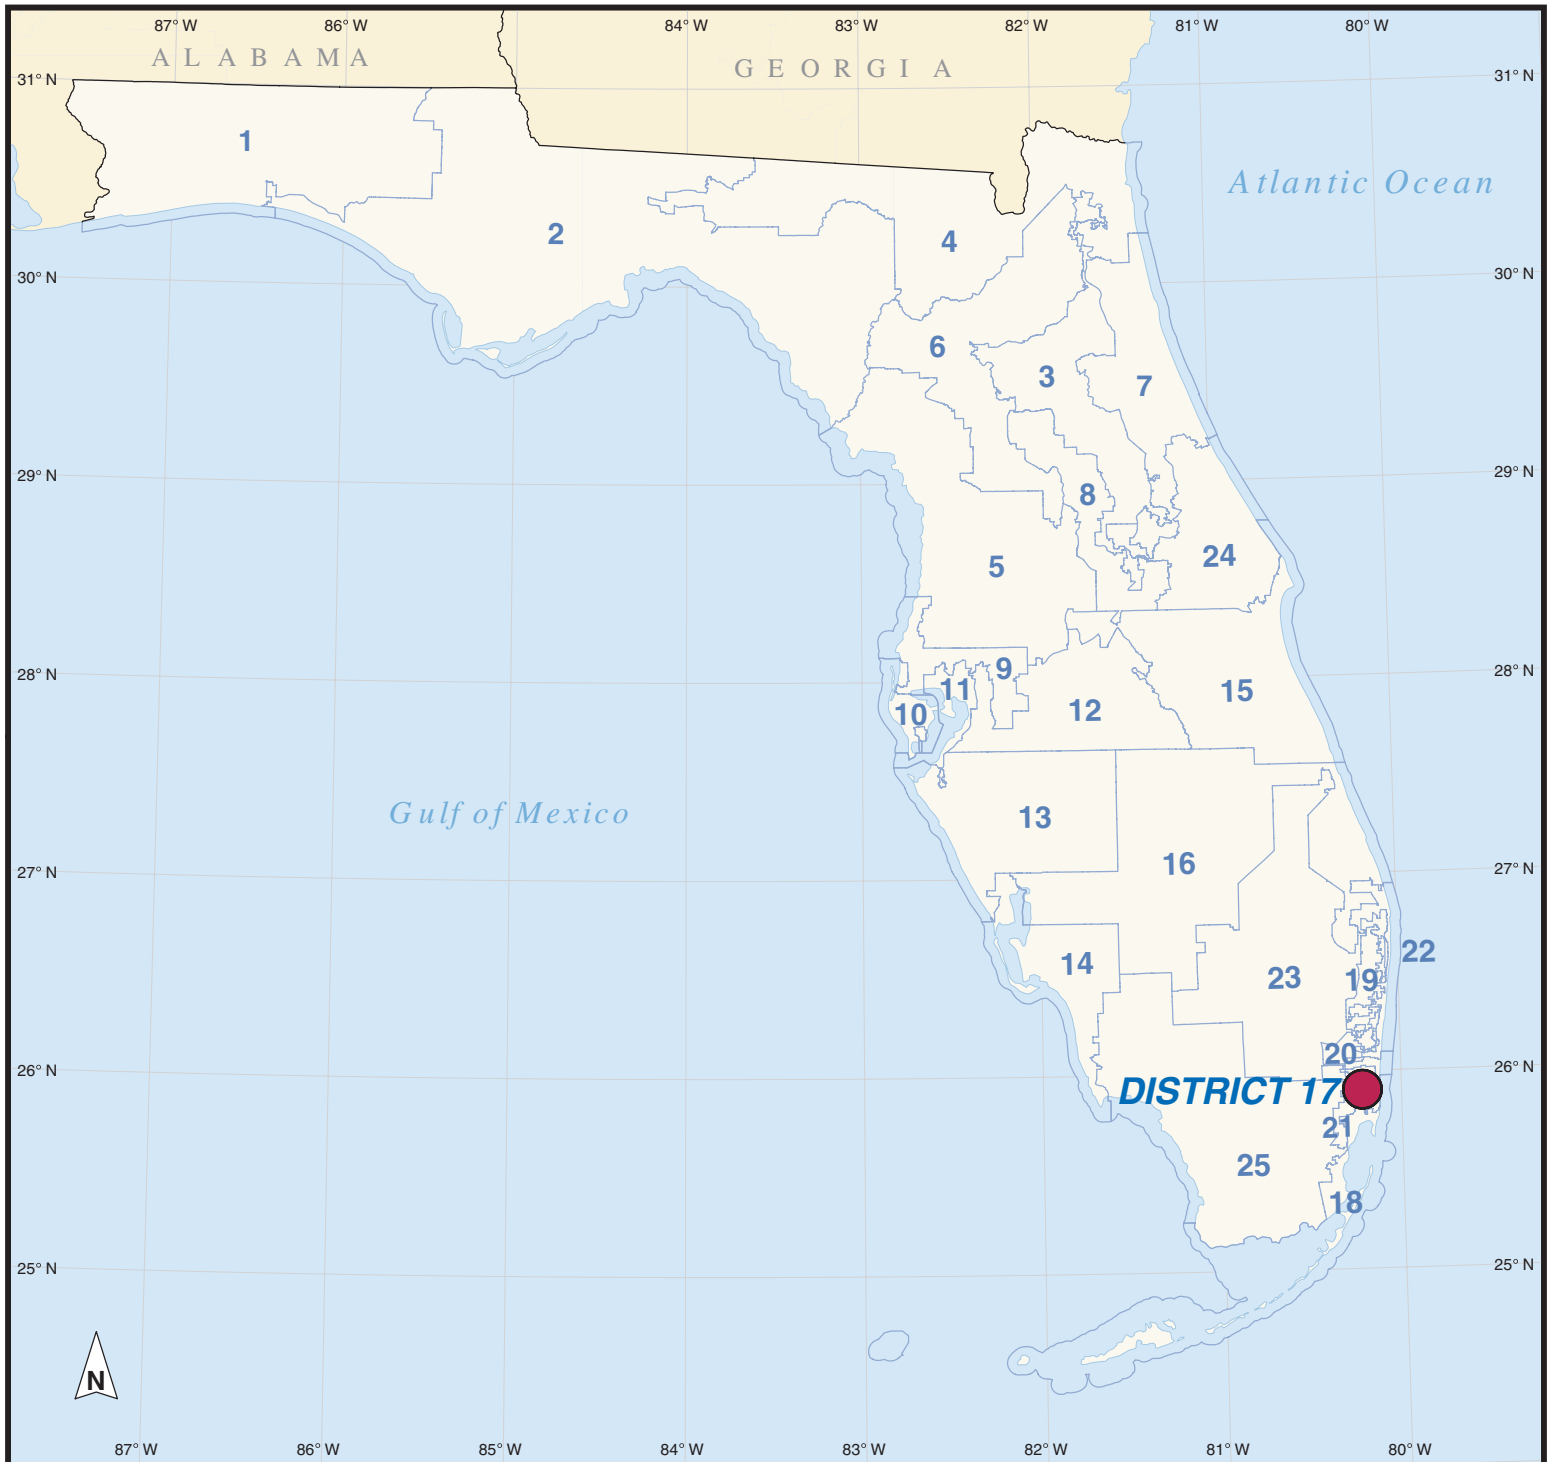 87° W 86° W 84° W 83° W 82° W 81° W 80° W
ALABAMA
GEORGIA
31° N 31° N
1
Atlantic Ocean
2
4
30° N 30° N
6
3
7
29° N 29° N
8
24
5
28° N 28° N
9
11
15
10
12
Gulf of Mexico
13
16
27° N 27° N
22
14
23
19
20
26° N 26° N
DISTRICT 17
21
25
18
25° N 25° N
N
87° W 86° W 85° W 84° W 83° W 82° W 81° W 80° W